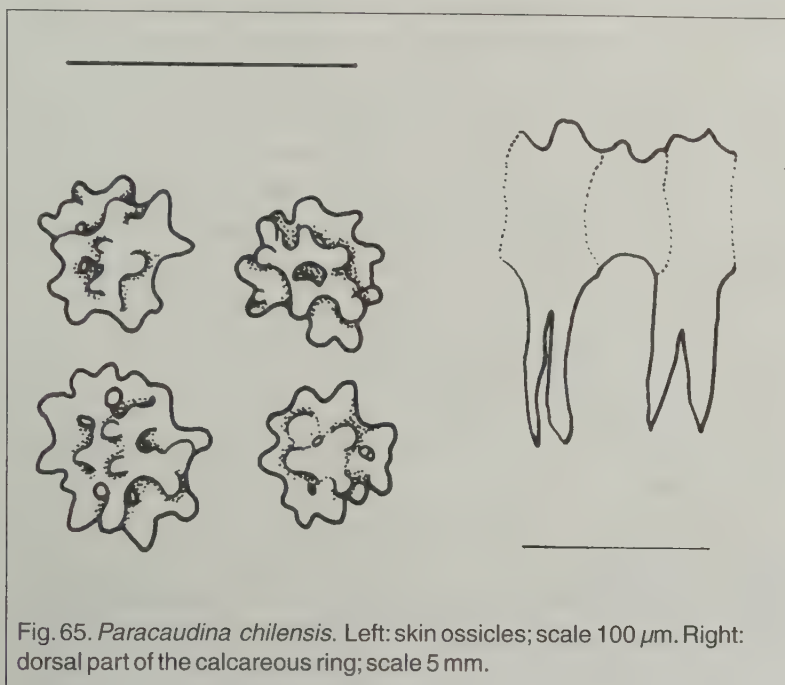 Fig. 65. Paracaudina chilensis. Left: skin ossicles; scale 100 µm. Right:
dorsal part of the calcareous ring; scale 5 mm.